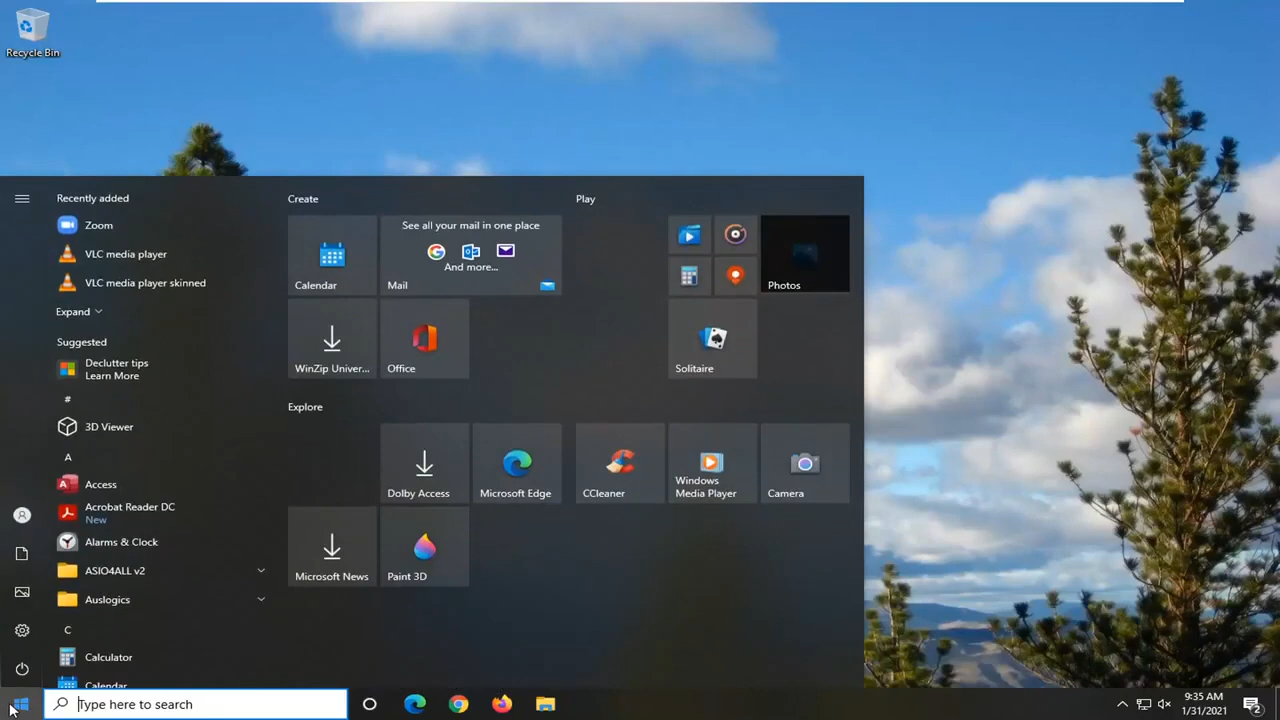 Recycle Bin
Recently added
Zoom
VLC media player
VLC media player skinned
Expand
Suggested
Declutter tips
Learn More
#
3D Viewer
A
Access
Acrobat Reader DC
New
Alarms & Clock
ASIO4ALL v2
Auslogics
C
Calculator
Calendar
Create
Calendar
See all your mail in one place
And more...
Mail
WinZip Univer...
Office
Explore
Dolby Access
Microsoft Edge
Microsoft News
Paint 3D
Play
Photos
Solitaire
CCleaner
Windows
Media Player
Camera
Type here to search
9:35 AM
1/31/2021
2